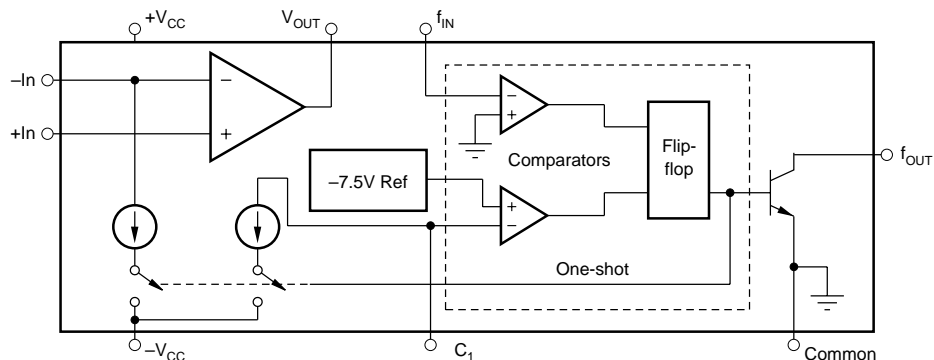 +VCC
VOUT
fIN
–In
+In
–
+
–
+
Comparators
Flip-
flop
fOUT
–7.5V Ref
+
–
One-shot
–VCC
C1
Common